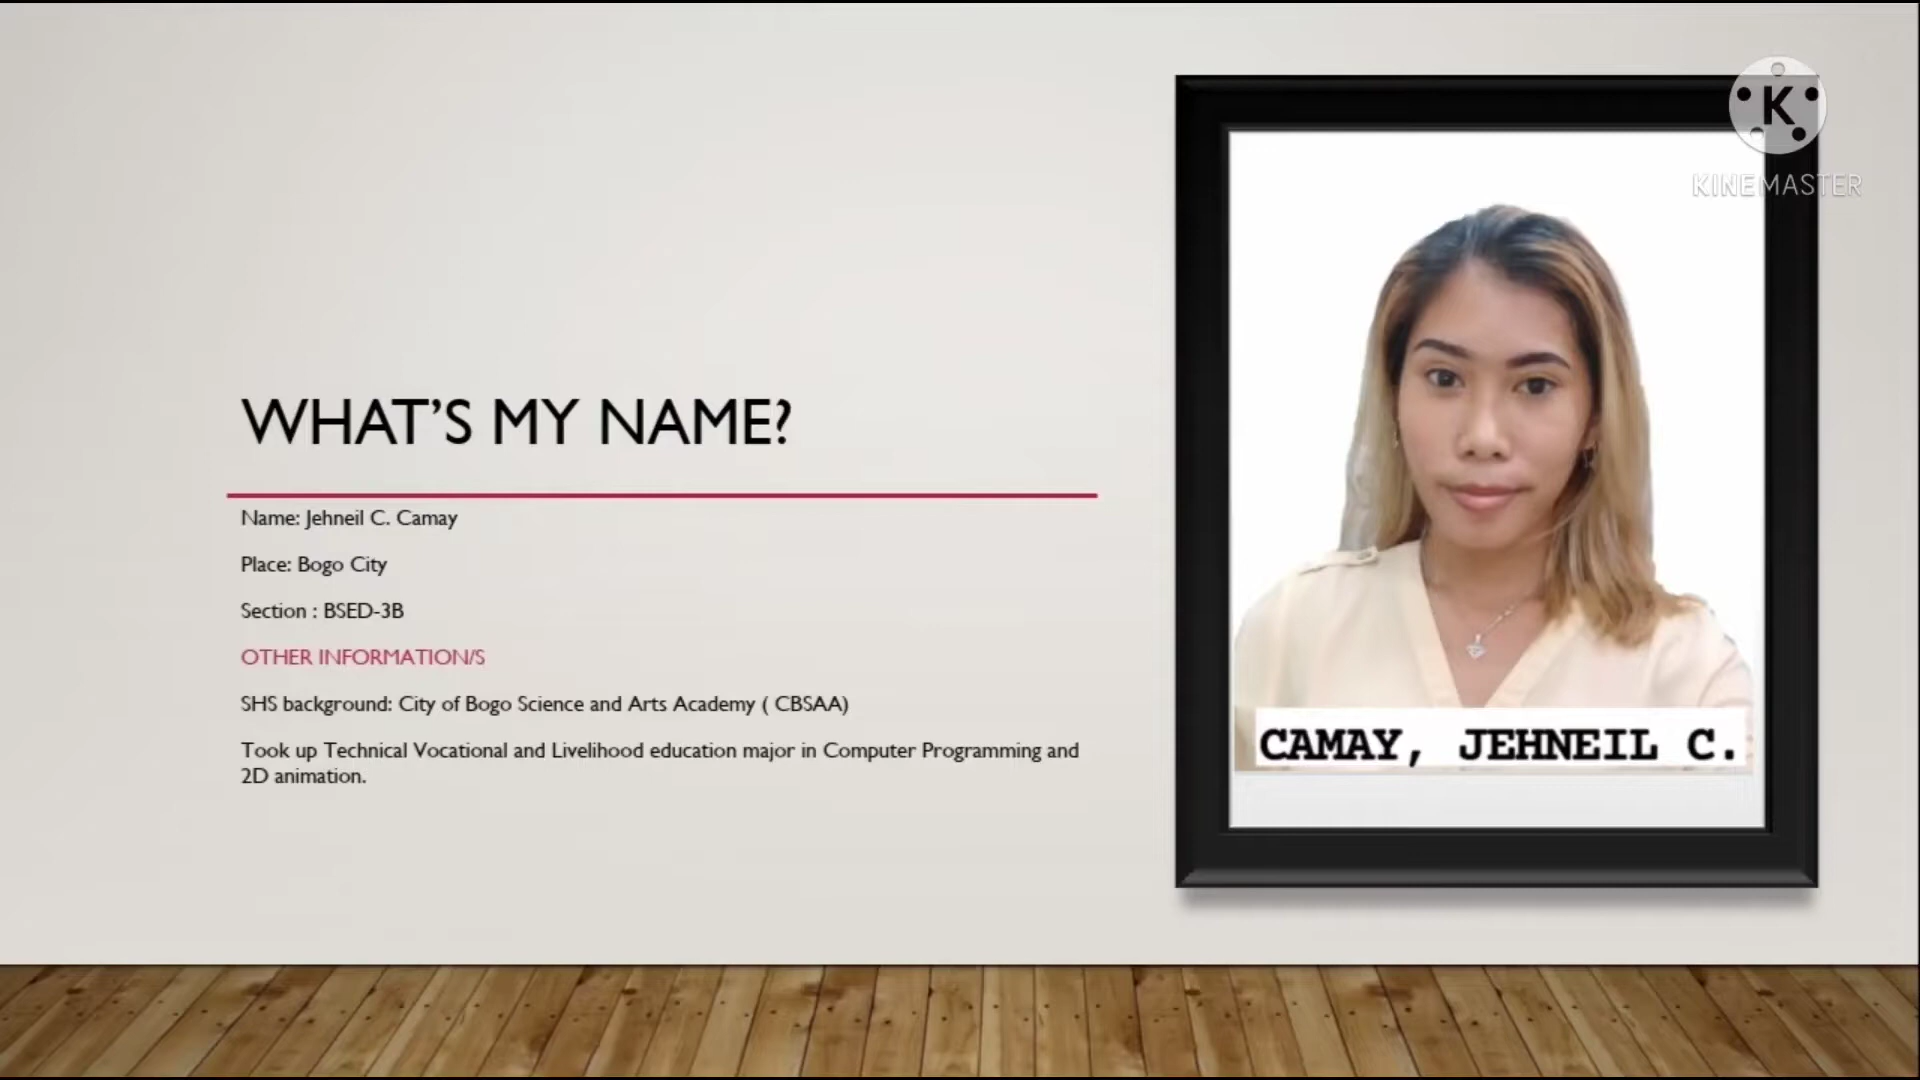 K
KINEMASTER
WHAT'S MY NAME?
Name: Jehneil C. Camay
Place: Bogo City
Section : BSED-3B
OTHER INFORMATION/S
SHS background: City of Bogo Science and Arts Academy ( CBSAA)
Took up Technical Vocational and Livelihood education major in Computer Programming and
2D animation.
CAMAY, JEHNEIL C.